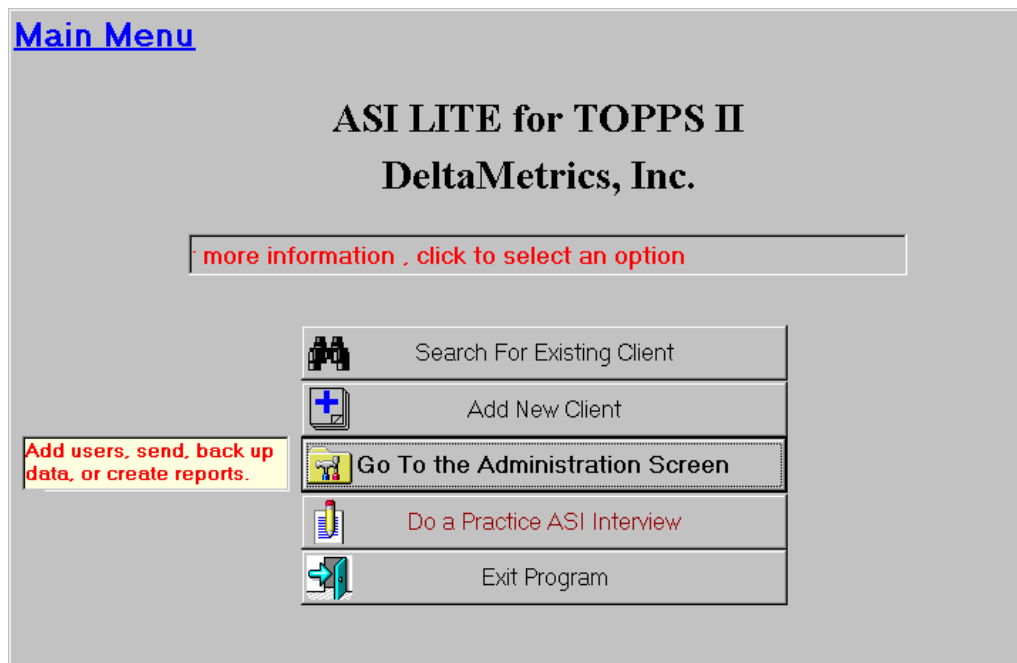 Main Menu
ASI LITE for TOPPS II
DeltaMetrics, Inc.
more information , click to select an option
Search For Existing Client
Add New Client
Add users, send, back up
data, or create reports.
Go To the Administration Screen
Do a Practice ASI Interview
Exit Program